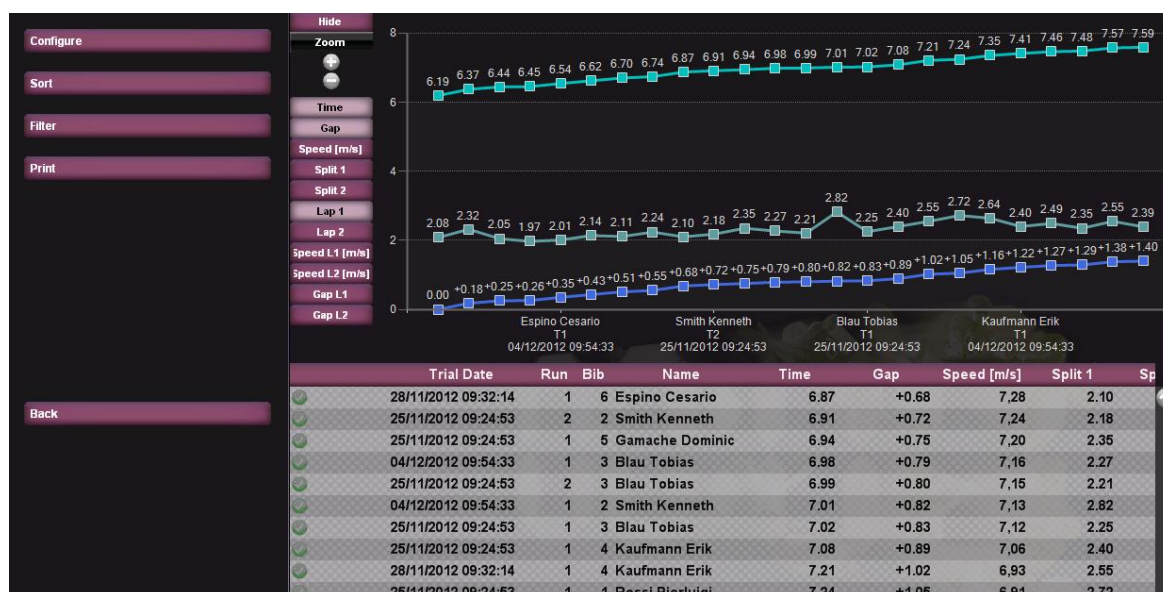 Configure
Sort
Filter
Print
Back
Hide
Zoom
Time
Gap
Speed [m/s]
Split 1
Split 2
Lap 1
Lap 2
Speed L1 [m/s]
Speed L2 [m/s]
Gap L1
Gap L2
8
6
4
2
0
6.19 6.37 6.44 6.45 6.54 6.62 6.70 6.74 6.87 6.91 6.94 6.98 6.99 7.01 7.02 7.08 7.21 7.24 7.35 7.41 7.46 7.48 7.57 7.59
2.08 2.32 2.05 1.97 2.01 2.14 2.11 2.24 2.10 2.18 2.35 2.27 2.21 2.82 2.25 2.40 2.55 2.72 2.64 2.40 2.49 2.35 2.55 2.39
0.00 +0.18 +0.25 +0.26 +0.35 +0.43 +0.51 +0.55 +0.68 +0.72 +0.75 +0.79 +0.80 +0.82 +0.83 +0.89 +1.02 +1.05 +1.16 +1.22 +1.27 +1.29 +1.38 +1.40
Espino Cesario Smith Kenneth Blau Tobias Kaufmann Erik
T1 T2 T1 T1
04/12/2012 09:54:33 25/11/2012 09:24:53 25/11/2012 09:24:53 04/12/2012 09:54:33
Trial Date Run Bib Name Time Gap Speed [m/s] Split 1 Sp
28/11/2012 09:32:14 1 6 Espino Cesario 6.87 +0.68 7,28 2.10
25/11/2012 09:24:53 2 2 Smith Kenneth 6.91 +0.72 7,24 2.18
25/11/2012 09:24:53 1 5 Gamache Dominic 6.94 +0.75 7,20 2.35
04/12/2012 09:54:33 1 3 Blau Tobias 6.98 +0.79 7,16 2.27
25/11/2012 09:24:53 2 3 Blau Tobias 6.99 +0.80 7,15 2.21
04/12/2012 09:54:33 1 2 Smith Kenneth 7.01 +0.82 7,13 2.82
25/11/2012 09:24:53 1 3 Blau Tobias 7.02 +0.83 7,12 2.25
25/11/2012 09:24:53 1 4 Kaufmann Erik 7.08 +0.89 7,06 2.40
28/11/2012 09:32:14 1 4 Kaufmann Erik 7.21 +1.02 6,93 2.55
25/11/2012 09:24:53 1 1 Rossi Pierluigi 7.24 +1.05 6,91 2.72